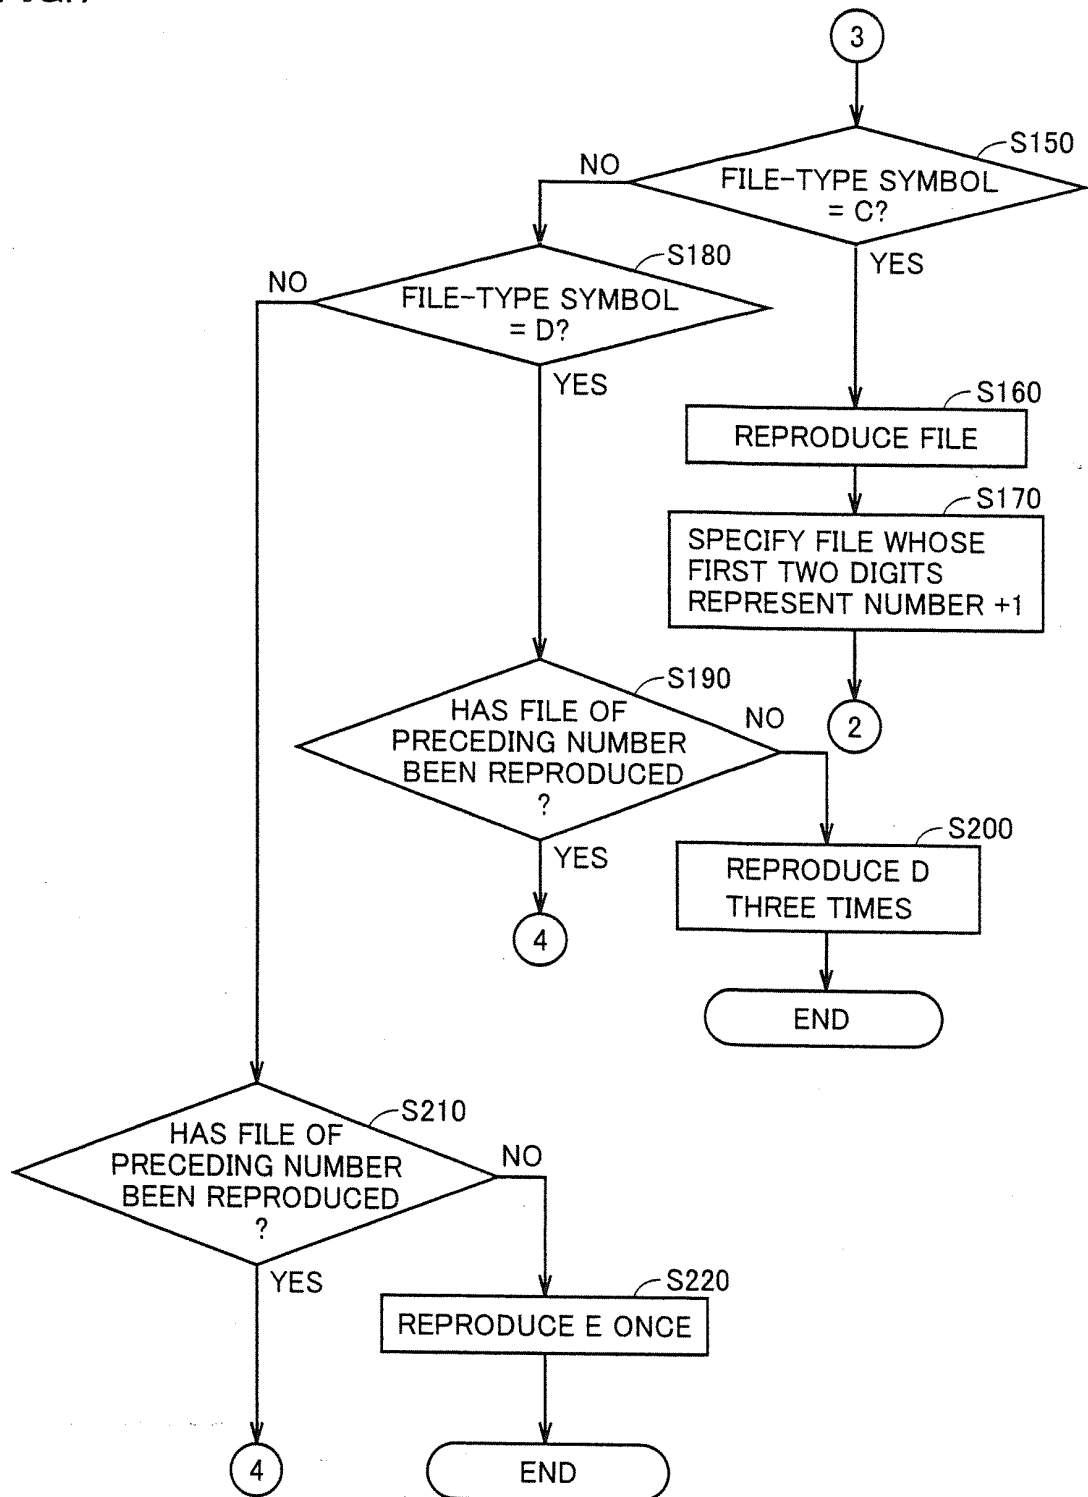 3
S150
FILE-TYPE SYMBOL
= C?
NO
YES
S180
FILE-TYPE SYMBOL
= D?
NO
YES
S160
REPRODUCE FILE
S170
SPECIFY FILE WHOSE
FIRST TWO DIGITS
REPRESENT NUMBER +1
2
S190
HAS FILE OF
PRECEDING NUMBER
BEEN REPRODUCED
?
NO
YES
4
S200
REPRODUCE D
THREE TIMES
END
S210
HAS FILE OF
PRECEDING NUMBER
BEEN REPRODUCED
?
NO
YES
4
S220
REPRODUCE E ONCE
END